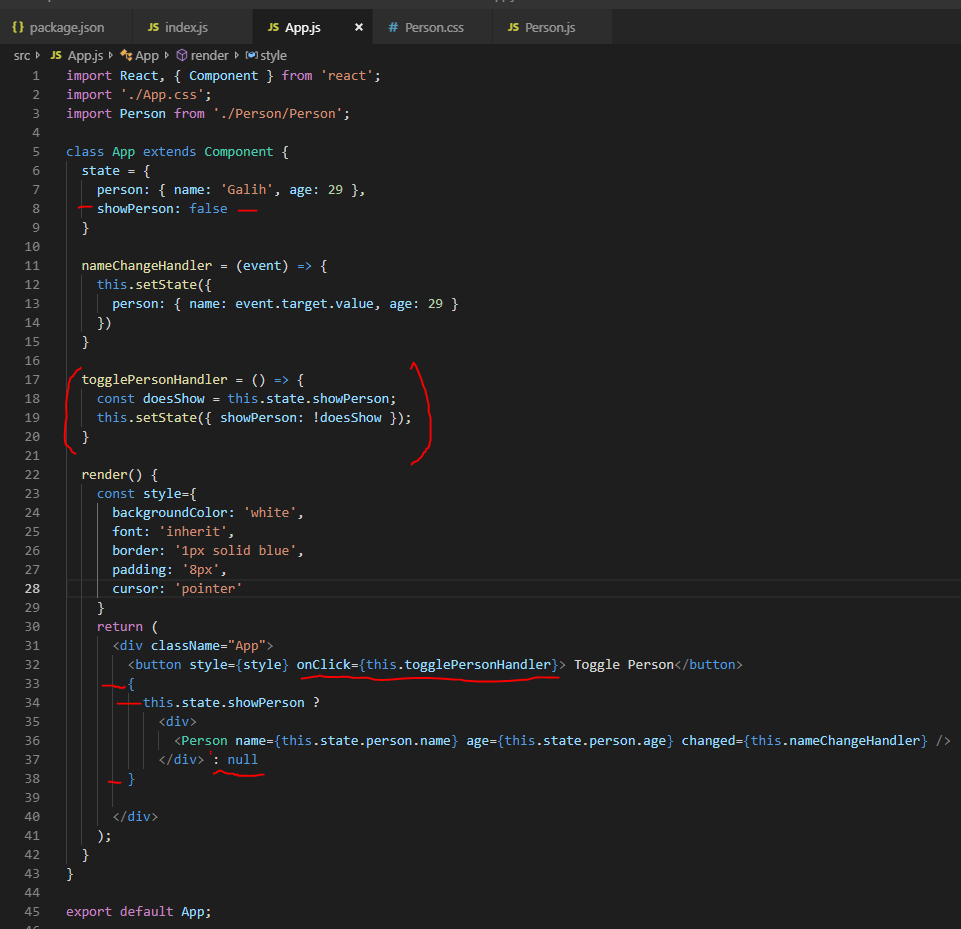 {} package.json JS index.js JS App.js × # Person.css JS Person.js
src JS App.js App render style
1 import React, { Component } from 'react';
2 import './App.css';
3 import Person from './Person/Person';
4
5 class App extends Component {
6 state = {
7 person: { name: 'Galih', age: 29 },
8 showPerson: false
9 }
10
11 nameChangeHandler = (event) => {
12 this.setState({
13 person: { name: event.target.value, age: 29 }
14 })
15 }
16
17 togglePersonHandler = () => {
18 const doesShow = this.state.showPerson;
19 this.setState({ showPerson: !doesShow });
20 }
21
22 render() {
23 const style={
24 backgroundColor: 'white',
25 font: 'inherit',
26 border: '1px solid blue',
27 padding: '8px',
28 cursor: 'pointer'
29 }
30 return (
31 <div className="App">
32 <button style={style} onClick={this.togglePersonHandler}> Toggle Person</button>
33 {
34 this.state.showPerson ?
35 <div>
36 <Person name={this.state.person.name} age={this.state.person.age} changed={this.nameChangeHandler} />
37 </div> : null
38 }
39
40 </div>
41 );
42 }
43 }
44
45 export default App;